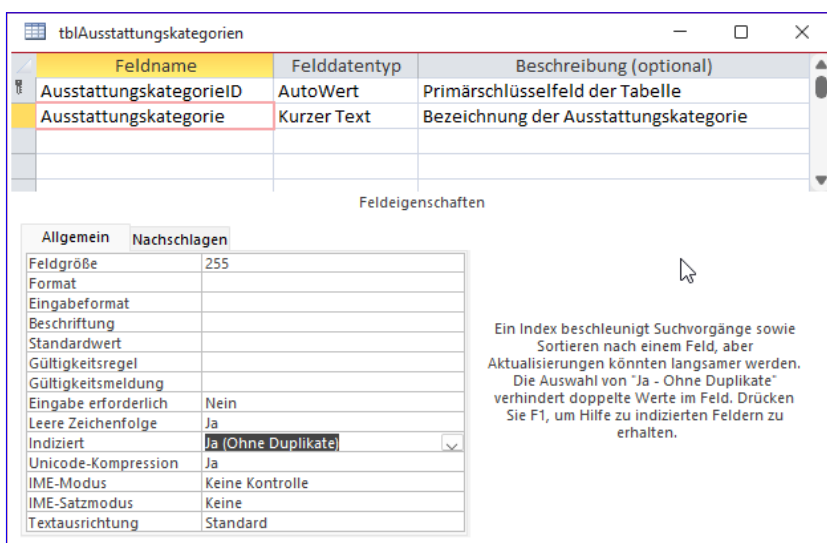 tblAusstattungskategorien
Feldname Felddatentyp Beschreibung (optional)
AusstattungskategorieID AutoWert Primärschlüsselfeld der Tabelle
Ausstattungskategorie Kurzer Text Bezeichnung der Ausstattungskategorie
Feldeigenschaften
Allgemein Nachschlagen
Feldgröße 255
Format
Eingabeformat
Beschriftung
Standardwert
Gültigkeitsregel
Gültigkeitsmeldung
Eingabe erforderlich Nein
Leere Zeichenfolge Ja
Indiziert Ja (Ohne Duplikate)
Unicode-Kompression Ja
IME-Modus Keine Kontrolle
IME-Satzmodus Keine
Textausrichtung Standard
Ein Index beschleunigt Suchvorgänge sowie
Sortieren nach einem Feld, aber
Aktualisierungen könnten langsamer werden.
Die Auswahl von "Ja - Ohne Duplikate"
verhindert doppelte Werte im Feld. Drücken
Sie F1, um Hilfe zu indizierten Feldern zu
erhalten.